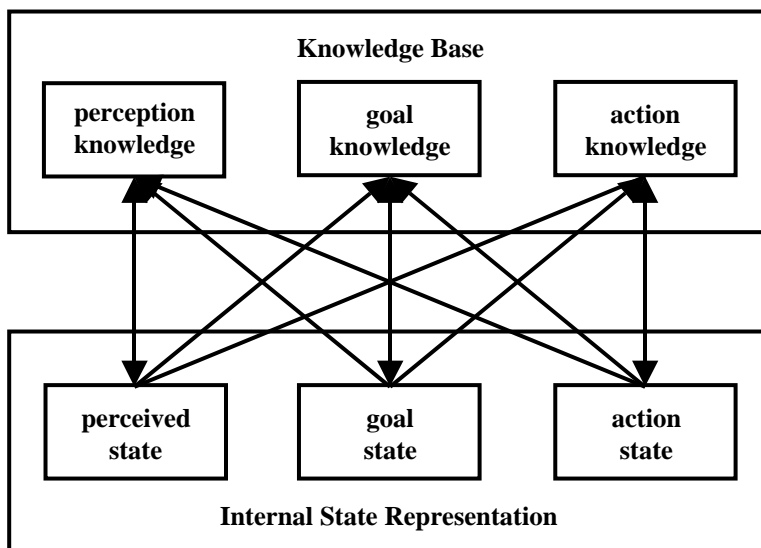 Knowledge Base
perception
knowledge
goal
knowledge
action
knowledge
perceived
state
goal
state
action
state
Internal State Representation